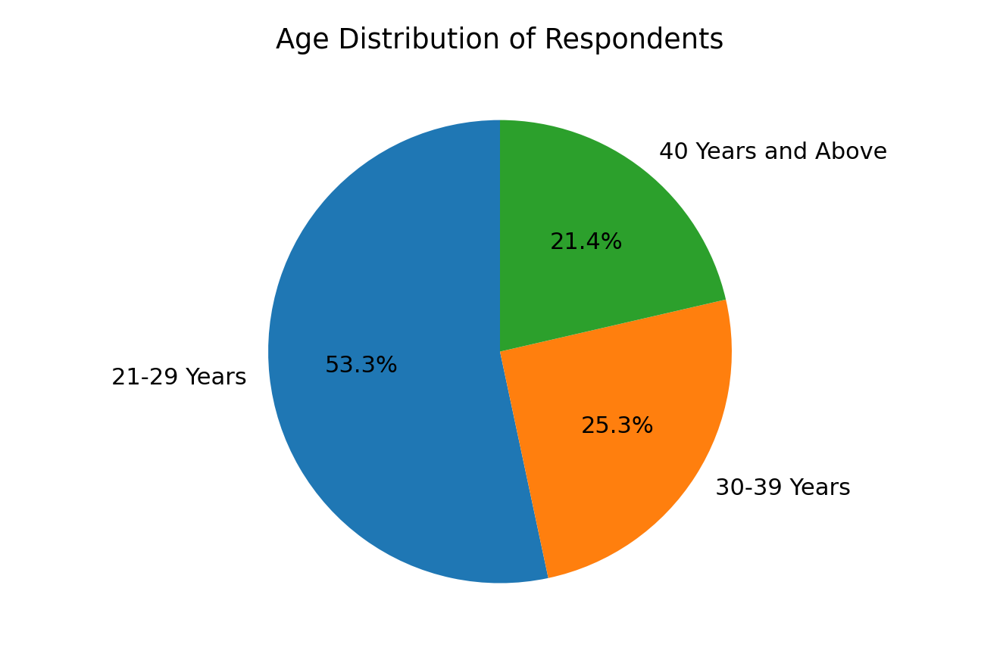 Age Distribution of Respondents
40 Years and Above
21.4%
53.3%
21-29 Years
25.3%
30-39 Years